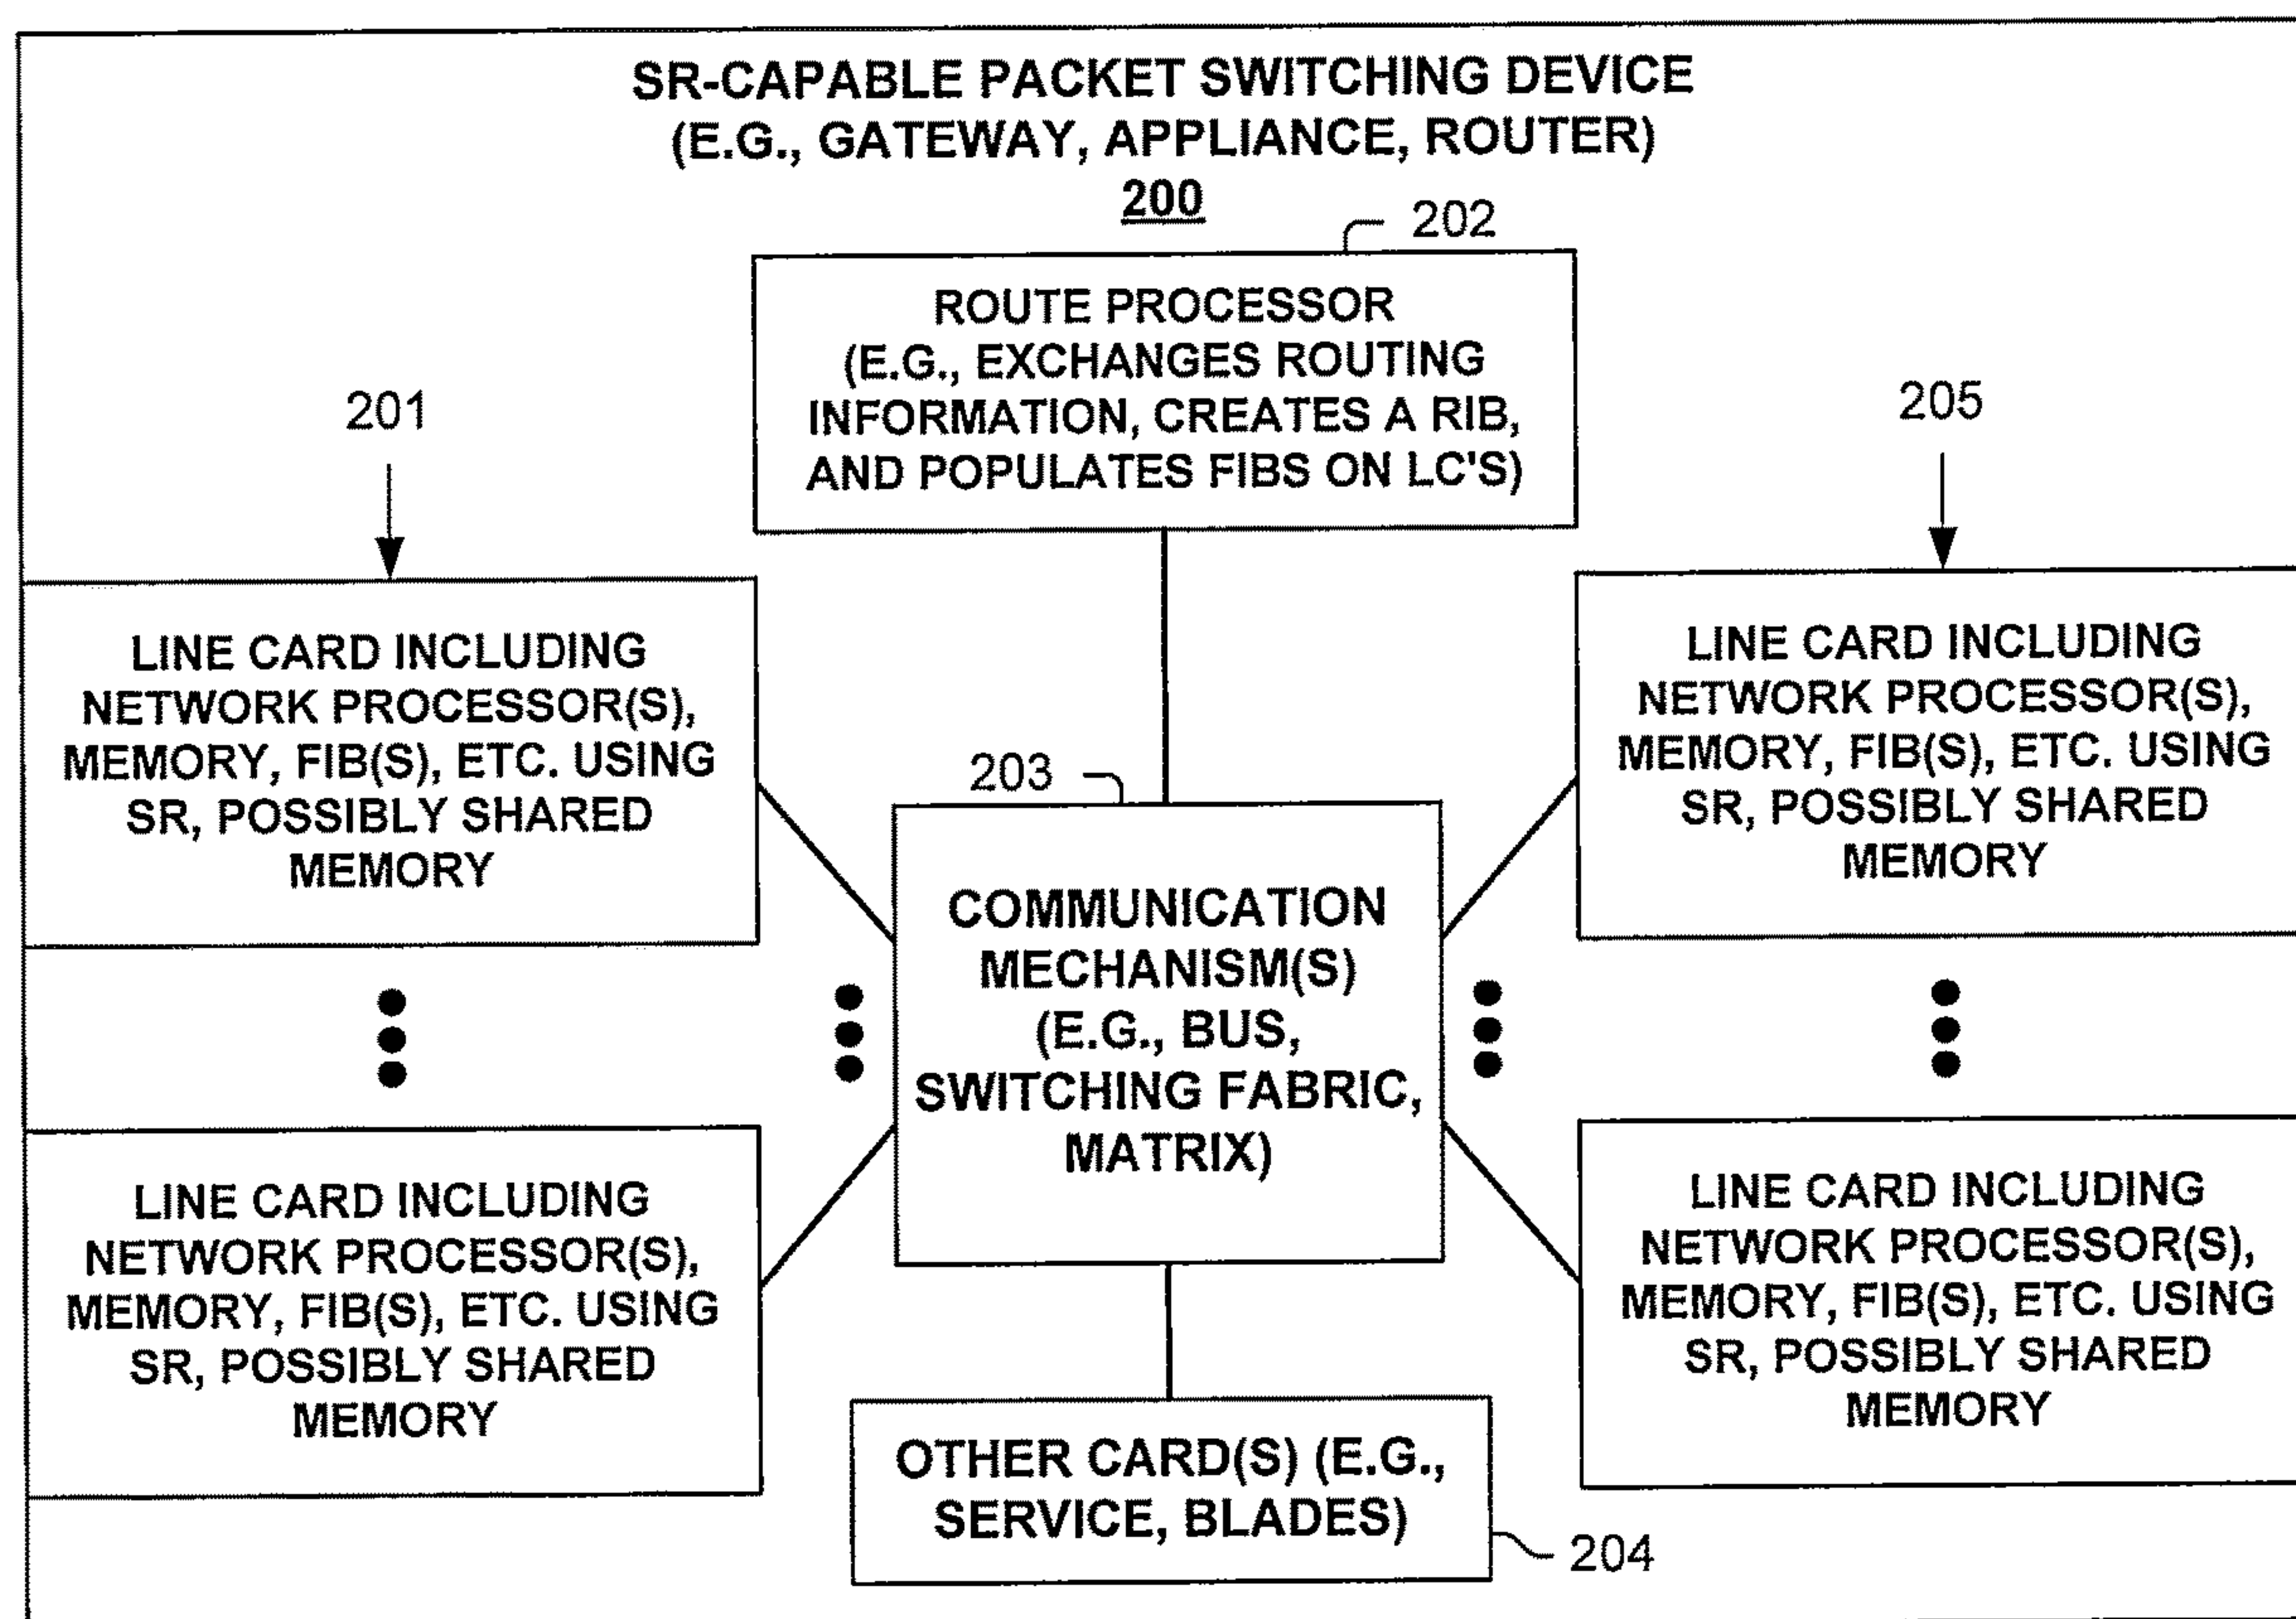 SR-CAPABLE PACKET SWITCHING DEVICE
(E.G., GATEWAY, APPLIANCE, ROUTER)
200
202
ROUTE PROCESSOR
(E.G., EXCHANGES ROUTING
INFORMATION, CREATES A RIB,
AND POPULATES FIBS ON LC'S)
201
LINE CARD INCLUDING
NETWORK PROCESSOR(S),
MEMORY, FIB(S), ETC. USING
SR, POSSIBLY SHARED
MEMORY
205
LINE CARD INCLUDING
NETWORK PROCESSOR(S),
MEMORY, FIB(S), ETC. USING
SR, POSSIBLY SHARED
MEMORY
203
COMMUNICATION
MECHANISM(S)
(E.G., BUS,
SWITCHING FABRIC,
MATRIX)
LINE CARD INCLUDING
NETWORK PROCESSOR(S),
MEMORY, FIB(S), ETC. USING
SR, POSSIBLY SHARED
MEMORY
LINE CARD INCLUDING
NETWORK PROCESSOR(S),
MEMORY, FIB(S), ETC. USING
SR, POSSIBLY SHARED
MEMORY
OTHER CARD(S) (E.G.,
SERVICE, BLADES)
204